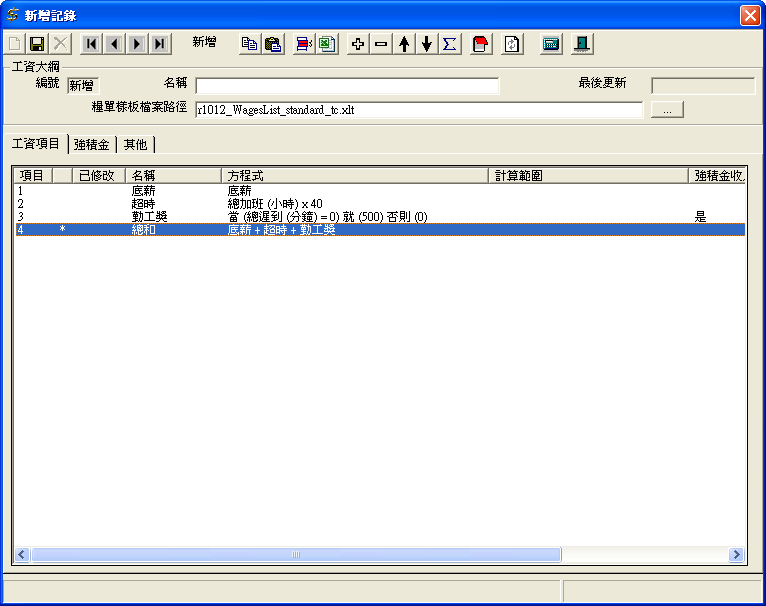 新增記錄
新增
工資大綱
編號 新增 名稱 最後更新
糧單樣板檔案路徑 r1012_WagesList_standard_tc.xlt ...
工資項目 強積金 其他
項目 已修改 名稱 方程式 計算範圍 強積金收.
1 底薪 底薪
2 超時 總加班 (小時) x 40
3 勤工獎 當 (總遲到 (分鐘) = 0) 就 (500) 否則 (0) 是
4 * 總和 底薪 + 超時 + 勤工獎